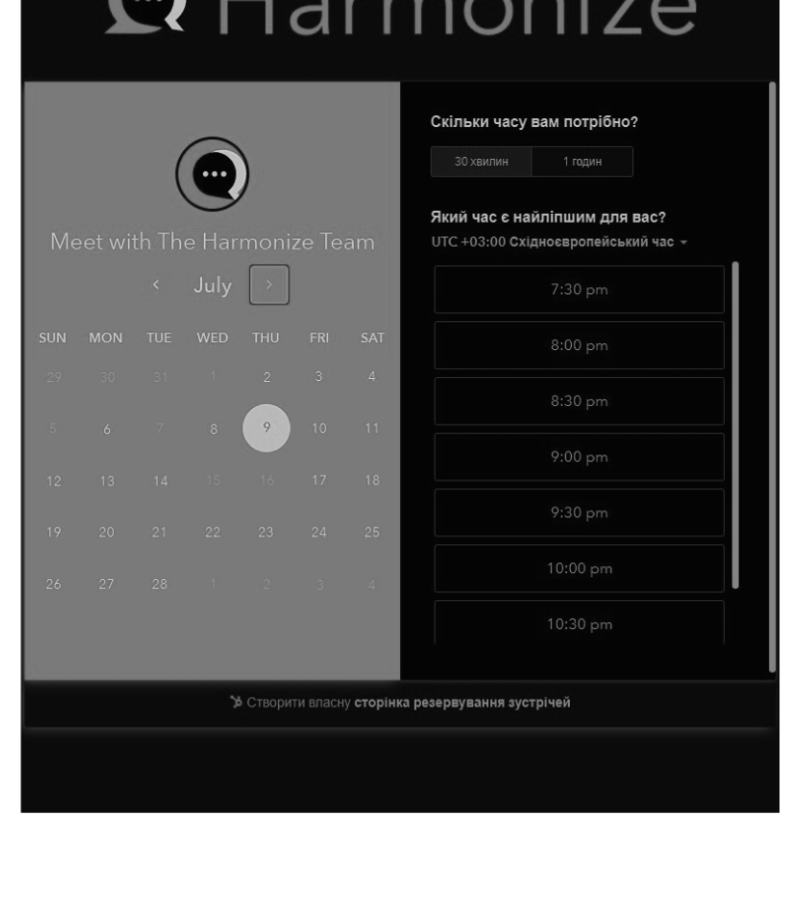 Harmonize
Meet with The Harmonize Team
< July >
SUN MON TUE WED THU FRI SAT
29 30 31 1 2 3 4
5 6 7 8 9 10 11
12 13 14 15 16 17 18
19 20 21 22 23 24 25
26 27 28 1 2 3 4
Скільки часу вам потрібно?
30 хвилин 1 годин
Який час є найліпшим для вас?
UTC +03:00 Східноєвропейський час
7:30 pm
8:00 pm
8:30 pm
9:00 pm
9:30 pm
10:00 pm
10:30 pm
Створити власну сторінка резервування зустрічей